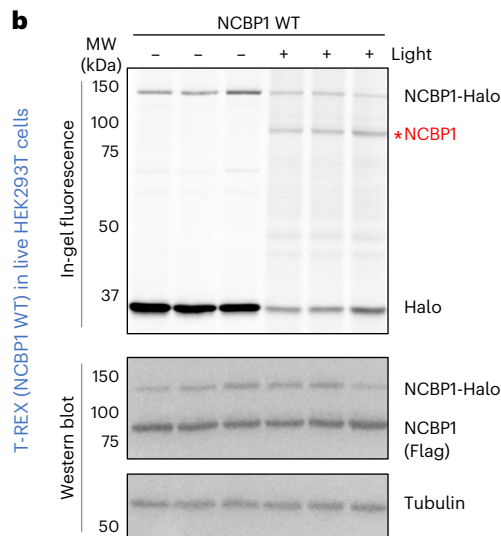 b
NCBP1 WT
MW
(kDa)
– – – + + + Light
T-REX (NCBP1 WT) in live HEK293T cells
In-gel fluorescence
150
100
75
50
37
NCBP1-Halo
*NCBP1
Halo
Western blot
150
100
75
NCBP1-Halo
NCBP1
(Flag)
50
Tubulin